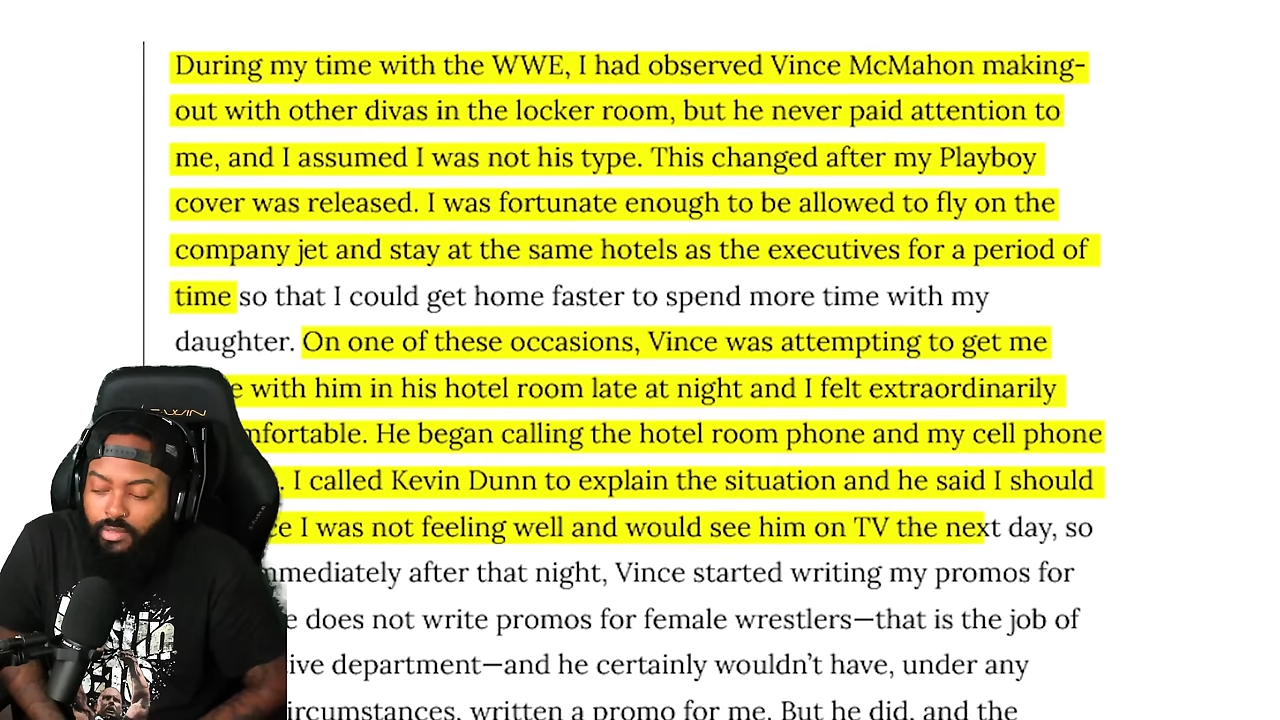 During my time with the WWE, I had observed Vince McMahon making-
out with other divas in the locker room, but he never paid attention to
me, and I assumed I was not his type. This changed after my Playboy
cover was released. I was fortunate enough to be allowed to fly on the
company jet and stay at the same hotels as the executives for a period of
time so that I could get home faster to spend more time with my
daughter. On one of these occasions, Vince was attempting to get me
with him in his hotel room late at night and I felt extraordinarily
He began calling the hotel room phone and my cell phone
I called Kevin Dunn to explain the situation and he said I should
I was not feeling well and would see him on TV the next day, so
after that night, Vince started writing my promos for
does not write promos for female wrestlers—that is the job of
department—and he certainly wouldn't have, under any
circumstances, written a promo for me. But he did, and the